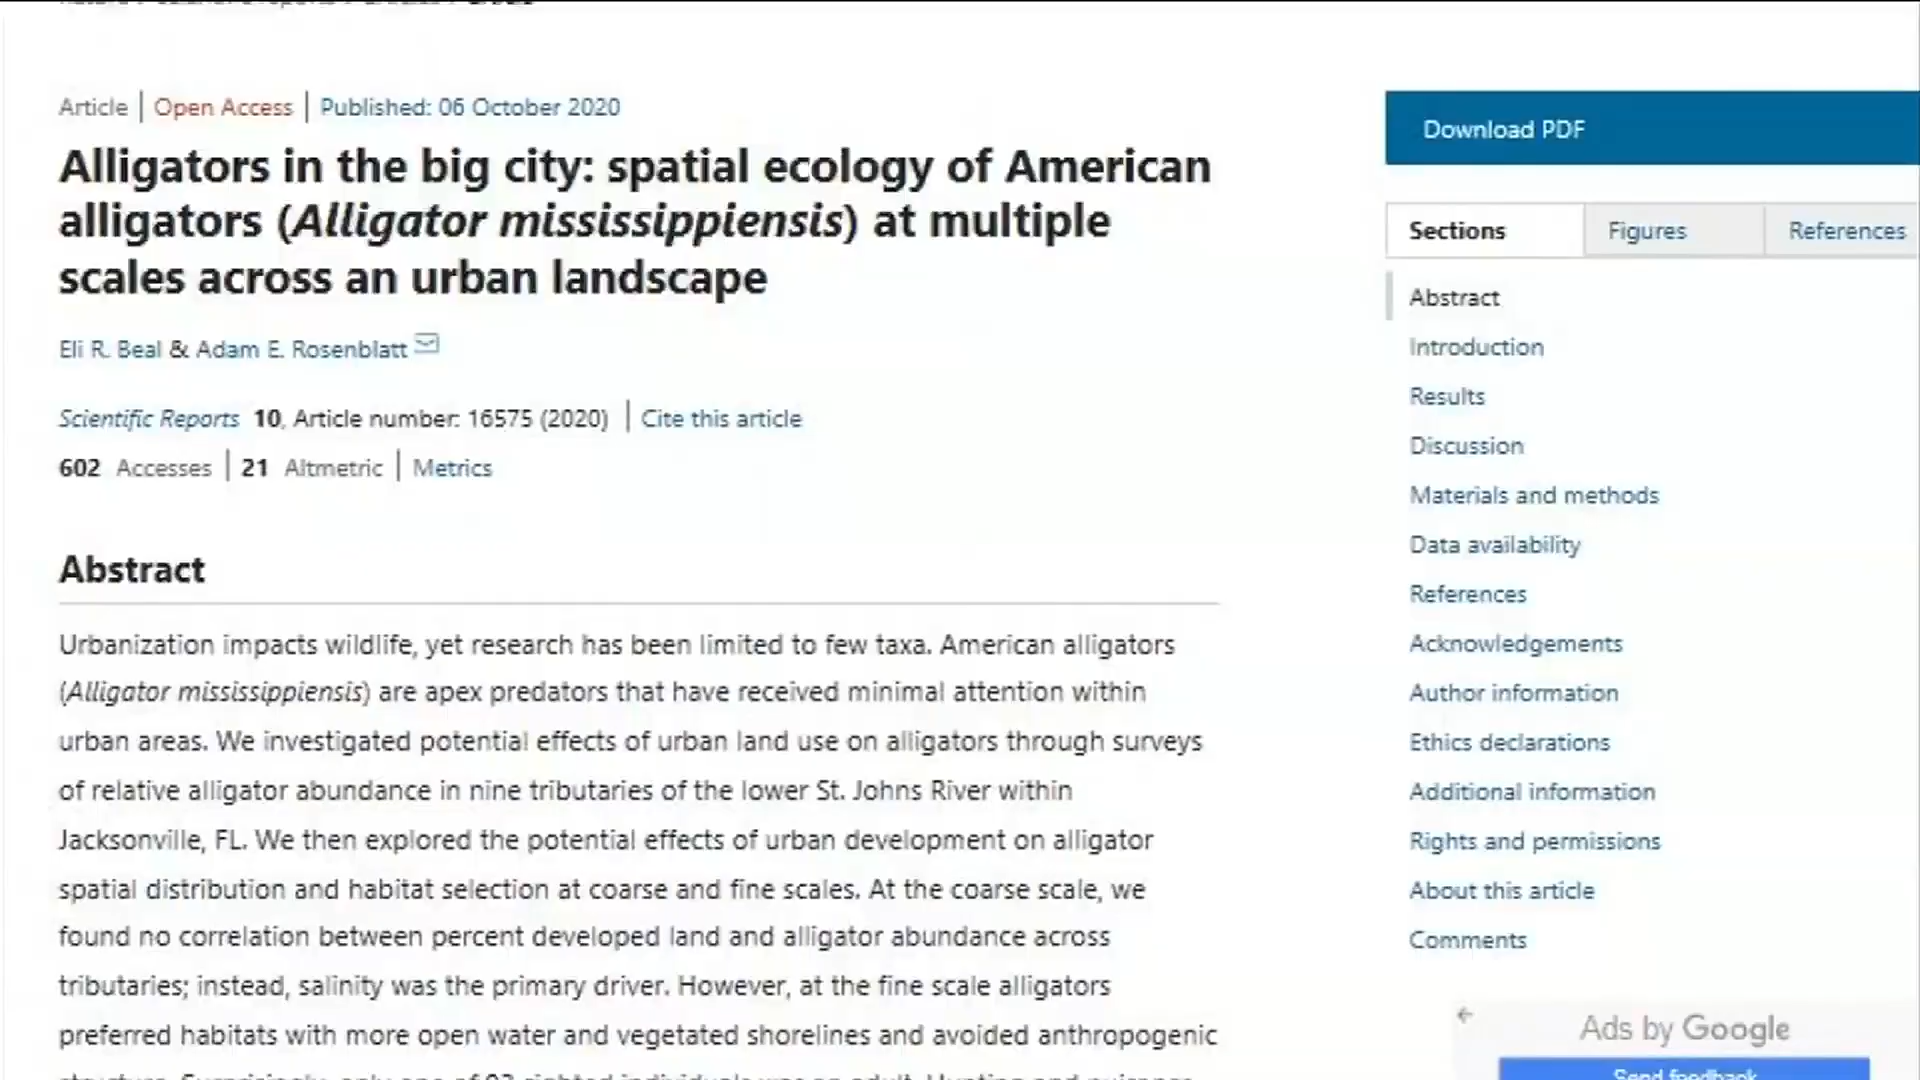 Article | Open Access | Published: 06 October 2020
Alligators in the big city: spatial ecology of American
alligators (Alligator mississippiensis) at multiple
scales across an urban landscape
Eli R. Beal & Adam E. Rosenblatt
Scientific Reports 10, Article number: 16575 (2020) | Cite this article
602 Accesses | 21 Altmetric | Metrics
Abstract
Urbanization impacts wildlife, yet research has been limited to few taxa. American alligators
(Alligator mississippiensis) are apex predators that have received minimal attention within
urban areas. We investigated potential effects of urban land use on alligators through surveys
of relative alligator abundance in nine tributaries of the lower St. Johns River within
Jacksonville, FL. We then explored the potential effects of urban development on alligator
spatial distribution and habitat selection at coarse and fine scales. At the coarse scale, we
found no correlation between percent developed land and alligator abundance across
tributaries; instead, salinity was the primary driver. However, at the fine scale alligators
preferred habitats with more open water and vegetated shorelines and avoided anthropogenic
Download PDF
Sections
Figures
References
Abstract
Introduction
Results
Discussion
Materials and methods
Data availability
References
Acknowledgements
Author information
Ethics declarations
Additional information
Rights and permissions
About this article
Comments
Ads by Google
Send feedback